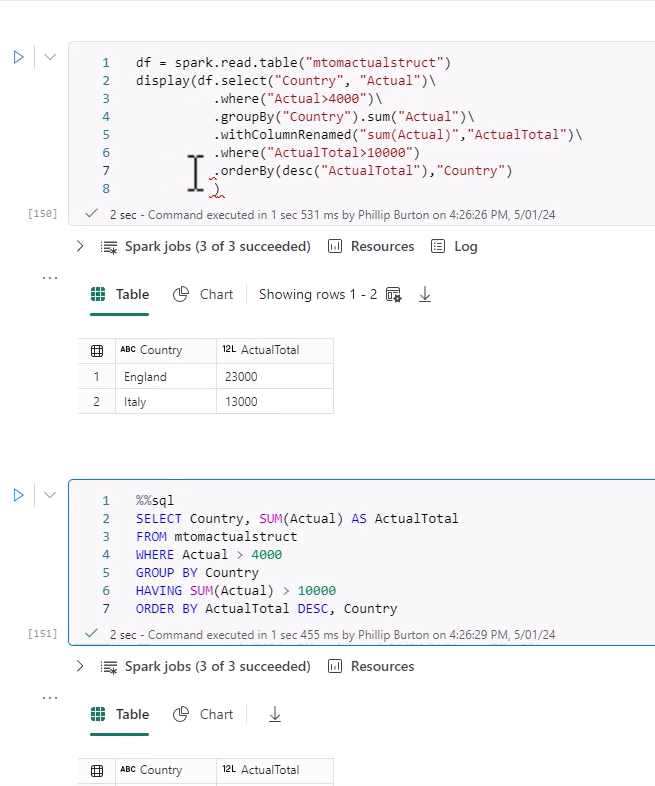 1 df = spark.read.table("mtomactualstruct")
2 display(df.select("Country", "Actual")\
3 .where("Actual>4000")\
4 .groupBy("Country").sum("Actual")\
5 .withColumnRenamed("sum(Actual)","ActualTotal")\
6 .where("ActualTotal>10000")
7 .orderBy(desc("ActualTotal"),"Country")
8 )
[150] 2 sec - Command executed in 1 sec 531 ms by Phillip Burton on 4:26:26 PM, 5/01/24
Spark jobs (3 of 3 succeeded) Resources Log
...
Table Chart Showing rows 1 - 2
ABC Country 12L ActualTotal
1 England 23000
2 Italy 13000
1 %%sql
2 SELECT Country, SUM(Actual) AS ActualTotal
3 FROM mtomactualstruct
4 WHERE Actual > 4000
5 GROUP BY Country
6 HAVING SUM(Actual) > 10000
7 ORDER BY ActualTotal DESC, Country
[151] 2 sec - Command executed in 1 sec 455 ms by Phillip Burton on 4:26:29 PM, 5/01/24
Spark jobs (3 of 3 succeeded) Resources
...
Table Chart
ABC Country 12L ActualTotal